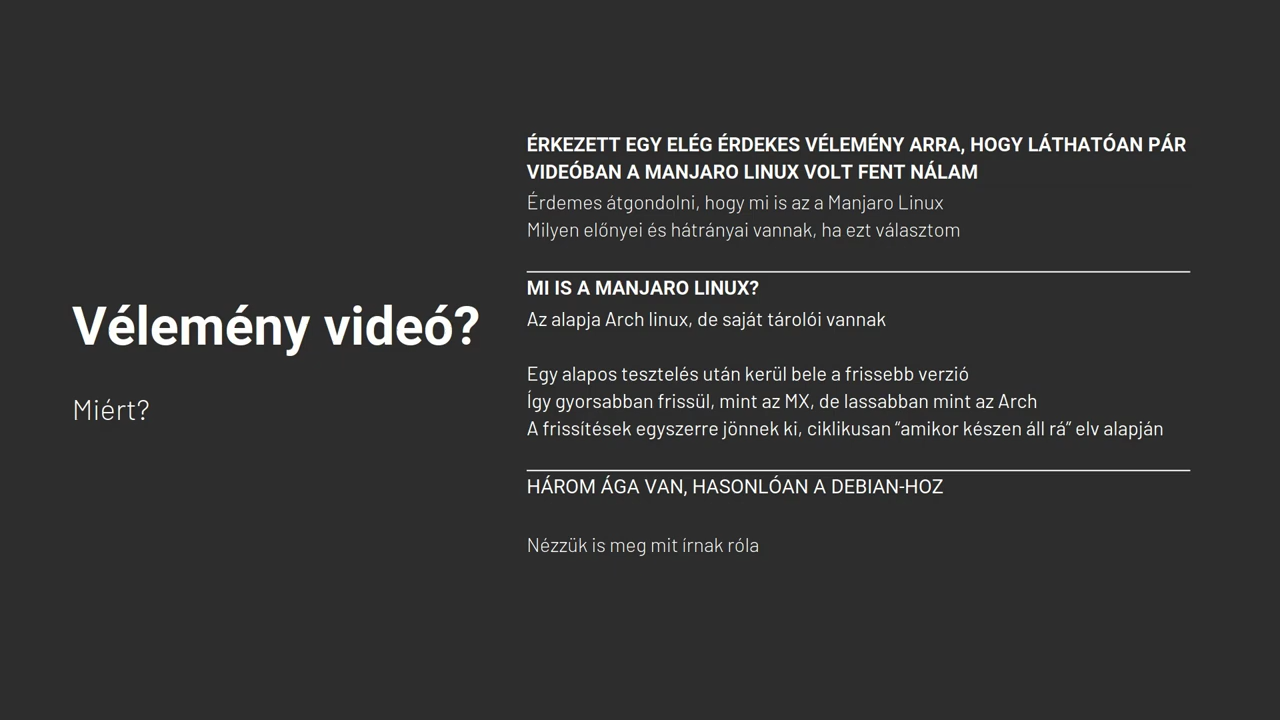 Vélemény videó?
Miért?
ÉRKEZETT EGY ELÉG ÉRDEKES VÉLEMÉNY ARRA, HOGY LÁTHATÓAN PÁR
VIDEÓBAN A MANJARO LINUX VOLT FENT NÁLAM
Érdemes átgondolni, hogy mi is az a Manjaro Linux
Milyen előnyei és hátrányai vannak, ha ezt választom
MI IS A MANJARO LINUX?
Az alapja Arch linux, de saját tárolói vannak
Egy alapos tesztelés után kerül bele a frissebb verzió
Így gyorsabban frissül, mint az MX, de lassabban mint az Arch
A frissítések egyszerre jönnek ki, ciklikusan “amikor készen áll rá” elv alapján
HÁROM ÁGA VAN, HASONLÓAN A DEBIAN-HOZ
Nézzük is meg mit írnak róla